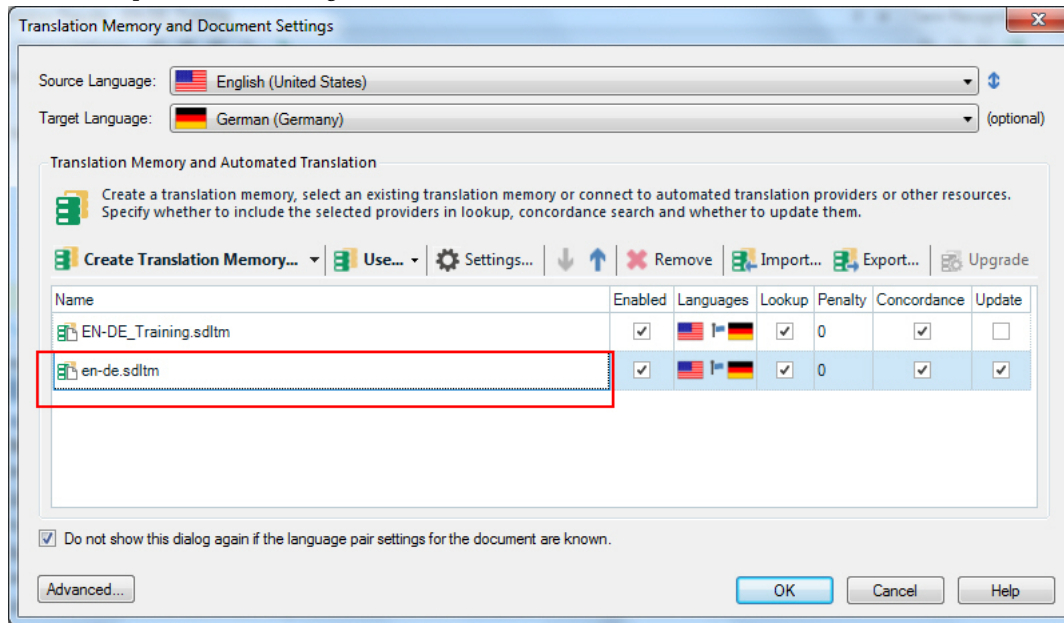 Translation Memory and Document Settings
Source Language: English (United States)
Target Language: German (Germany) (optional)
Translation Memory and Automated Translation
Create a translation memory, select an existing translation memory or connect to automated translation providers or other resources.
Specify whether to include the selected providers in lookup, concordance search and whether to update them.
Create Translation Memory... Use... Settings... Remove Import... Export... Upgrade
Name Enabled Languages Lookup Penalty Concordance Update
EN-DE_Training.sdltm 0
en-de.sdltm 0
Do not show this dialog again if the language pair settings for the document are known.
Advanced... OK Cancel Help